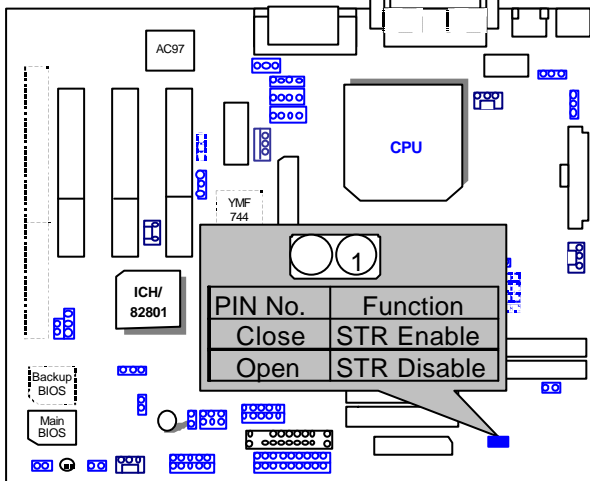 AC97
CPU
YMF
744
1
ICH/
82801
PIN No. Function
Close STR Enable
Open STR Disable
Backup
BIOS
Main
BIOS